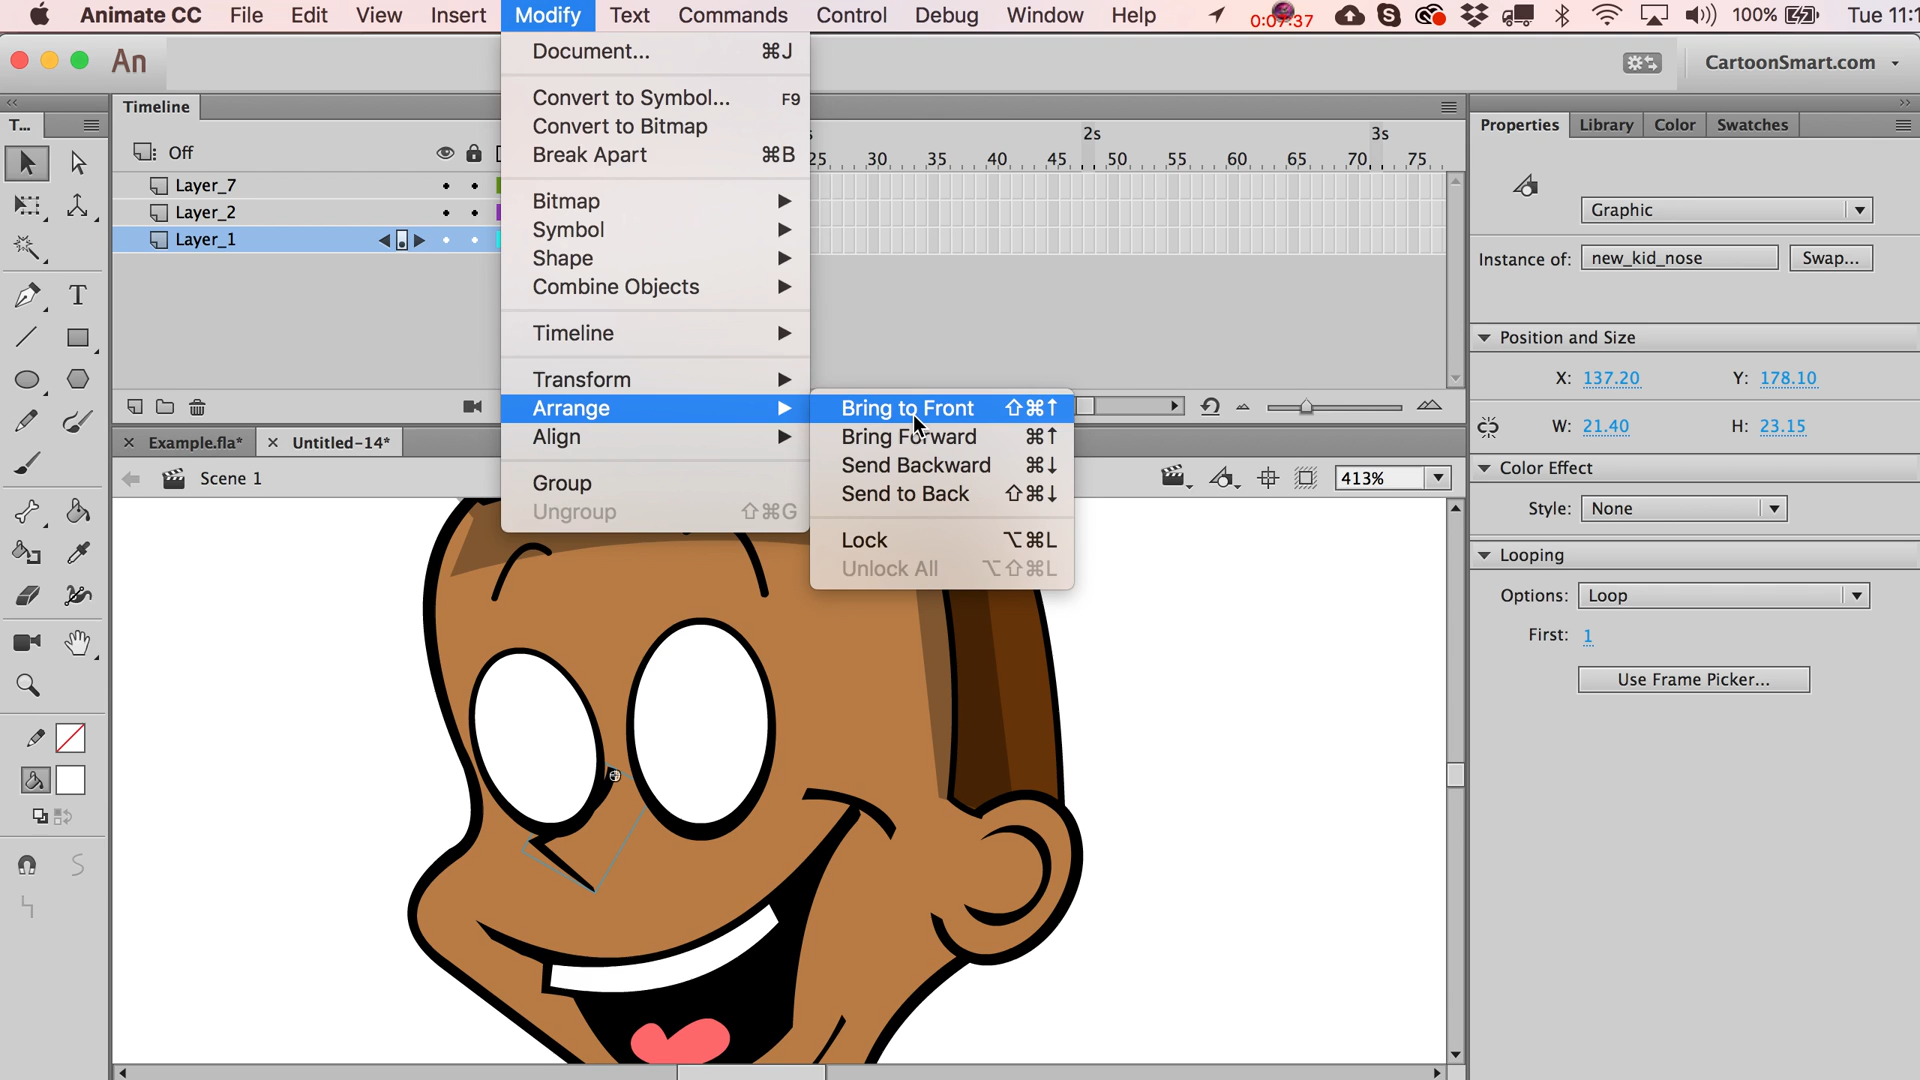 Animate CC File Edit View Insert Modify Text Commands Control Debug Window Help 0:07:37 100% Tue 11:1
An CartoonSmart.com
Document... ⌘J
Convert to Symbol... F9
Convert to Bitmap
Break Apart ⌘B
Bitmap
Symbol
Shape
Combine Objects
Timeline
Transform
Arrange
Align
Group
Ungroup ⇧⌘G
Bring to Front ⇧⌘↑
Bring Forward ⌘↑
Send Backward ⌘↓
Send to Back ⇧⌘↓
Lock ⌥⌘L
Unlock All ⌥⇧⌘L
T...
Timeline
Off
s 2s 3s
25 30 35 40 45 50 55 60 65 70 75
Layer_7
Layer_2
Layer_1
Example.fla* Untitled-14*
Scene 1 413%
Properties Library Color Swatches
Graphic
Instance of: new_kid_nose Swap...
Position and Size
X: 137.20 Y: 178.10
W: 21.40 H: 23.15
Color Effect
Style: None
Looping
Options: Loop
First: 1
Use Frame Picker...